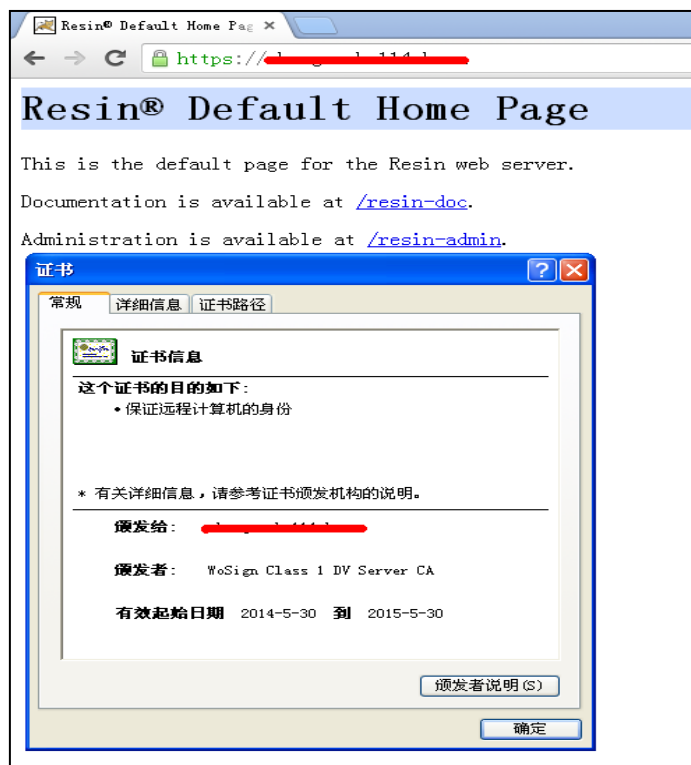 Resin® Default Home Pag
https://
Resin® Default Home Page
This is the default page for the Resin web server.
Documentation is available at /resin-doc.
Administration is available at /resin-admin.
证书
常规 详细信息 证书路径
证书信息
这个证书的目的如下:
•保证远程计算机的身份
* 有关详细信息，请参考证书颁发机构的说明。
颁发给:
颁发者: WoSign Class 1 DV Server CA
有效起始日期 2014-5-30 到 2015-5-30
颁发者说明(S)
确定